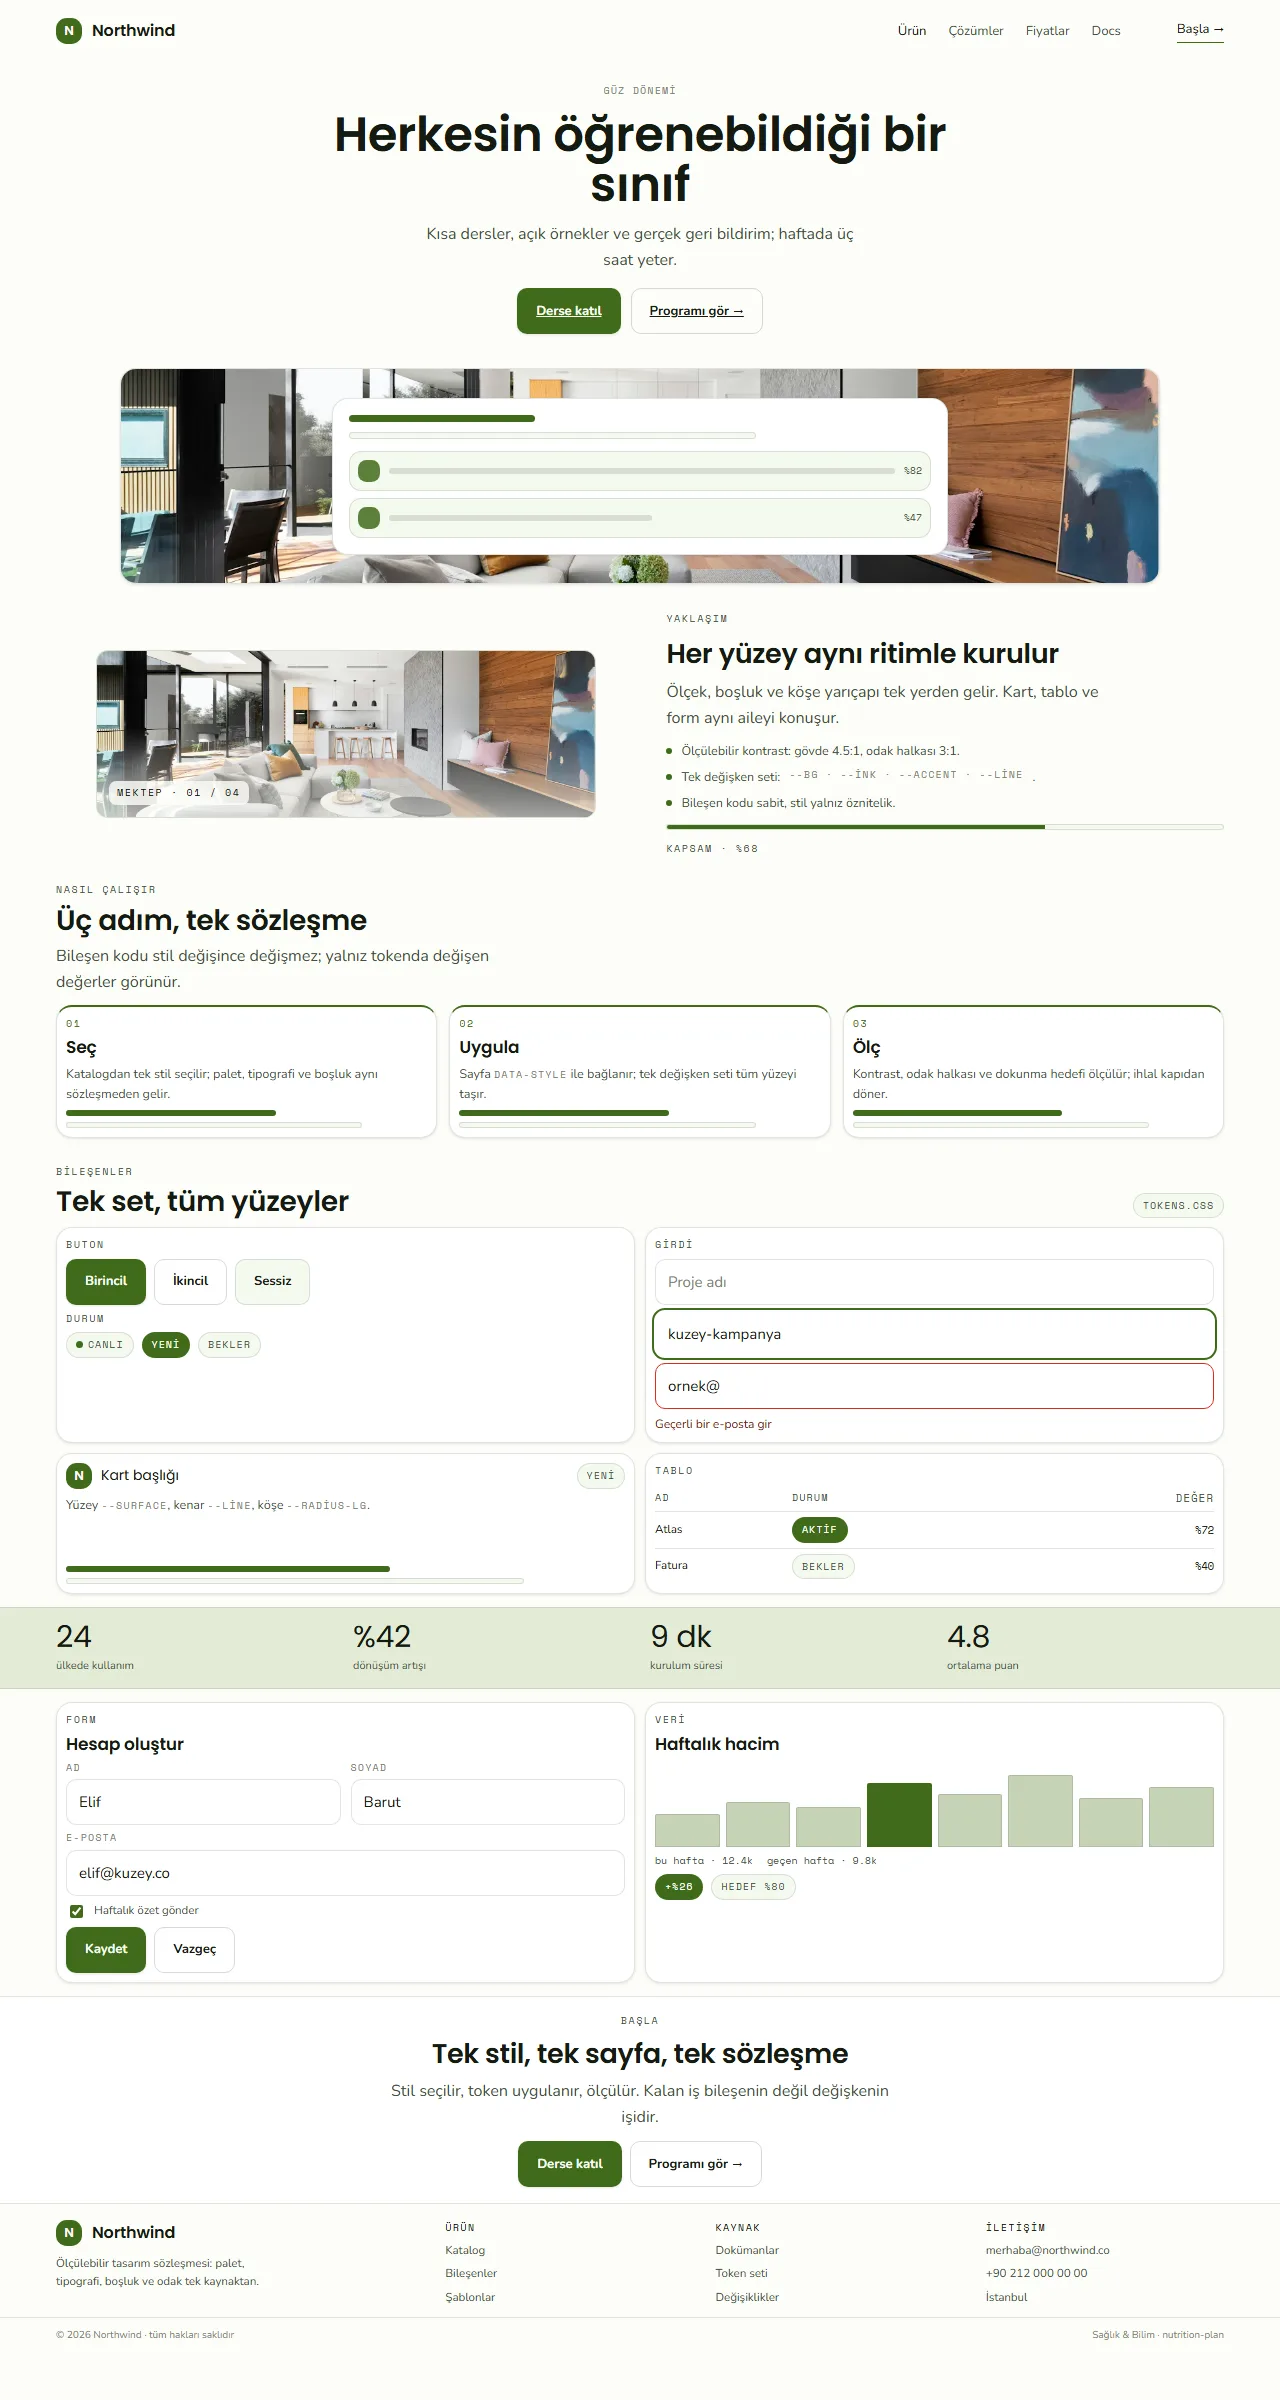 N Northwind
Ürün Çözümler Fiyatlar Docs Başla →
GÜZ DÖNEMİ
Herkesin öğrenebildiği bir
sınıf
Kısa dersler, açık örnekler ve gerçek geri bildirim; haftada üç
saat yeter.
Derse katıl Programı gör →
%82
%47
MEKTEP · 01 / 04
YAKLAŞIM
Her yüzey aynı ritimle kurulur
Ölçek, boşluk ve köşe yarıçapı tek yerden gelir. Kart, tablo ve
form aynı aileyi konuşur.
Ölçülebilir kontrast: gövde 4.5:1, odak halkası 3:1.
Tek değişken seti: --BG · --İNK · --ACCENT · --LİNE .
Bileşen kodu sabit, stil yalnız öznitelik.
KAPSAM · %68
NASIL ÇALIŞIR
Üç adım, tek sözleşme
Bileşen kodu stil değişince değişmez; yalnız tokenda değişen
değerler görünür.
01
Seç
Katalogdan tek stil seçilir; palet, tipografi ve boşluk aynı
sözleşmeden gelir.
02
Uygula
Sayfa DATA-STYLE ile bağlanır; tek değişken seti tüm yüzeyi
taşır.
03
Ölç
Kontrast, odak halkası ve dokunma hedefi ölçülür; ihlal kapıdan
döner.
BİLEŞENLER
Tek set, tüm yüzeyler
TOKENS.CSS
BUTON
Birincil İkincil Sessiz
DURUM
CANLI YENİ BEKLER
GİRDİ
Proje adı
kuzey-kampanya
ornek@
Geçerli bir e-posta gir
N Kart başlığı YENİ
Yüzey --SURFACE, kenar --LİNE, köşe --RADİUS-LG.
TABLO
AD DURUM DEĞER
Atlas AKTİF %72
Fatura BEKLER %40
24 %42 9 dk 4.8
ülkede kullanım dönüşüm artışı kurulum süresi ortalama puan
FORM
Hesap oluştur
AD SOYAD
Elif Barut
E-POSTA
elif@kuzey.co
Haftalık özet gönder
Kaydet Vazgeç
VERİ
Haftalık hacim
bu hafta · 12.4k geçen hafta · 9.8k
+%26 HEDEF %80
BAŞLA
Tek stil, tek sayfa, tek sözleşme
Stil seçilir, token uygulanır, ölçülür. Kalan iş bileşenin değil değişkenin
işidir.
Derse katıl Programı gör →
N Northwind
Ölçülebilir tasarım sözleşmesi: palet,
tipografi, boşluk ve odak tek kaynaktan.
ÜRÜN
Katalog
Bileşenler
Şablonlar
KAYNAK
Dokümanlar
Token seti
Değişiklikler
İLETİŞİM
merhaba@northwind.co
+90 212 000 00 00
İstanbul
© 2026 Northwind · tüm hakları saklıdır
Sağlık & Bilim · nutrition-plan